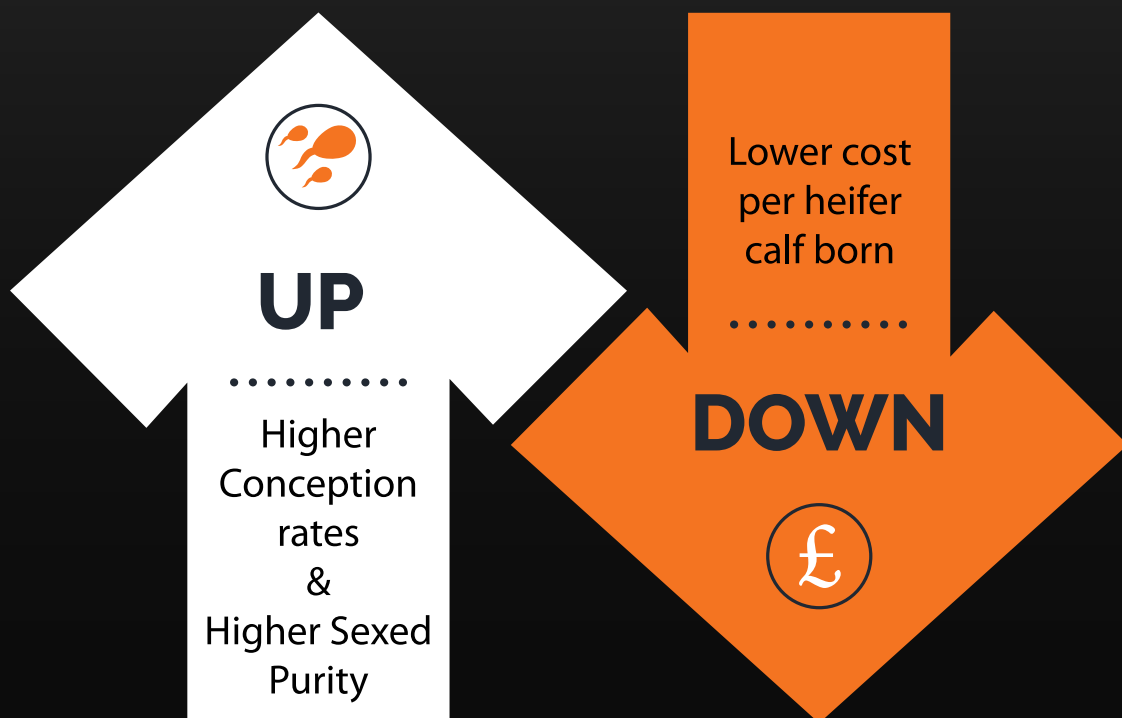 UP
Higher
Conception
rates
&
Higher Sexed
Purity
Lower cost
per heifer
calf born
DOWN
£